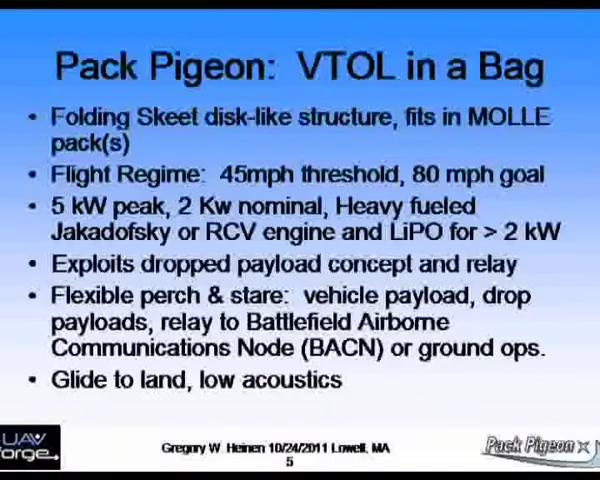 Pack Pigeon: VTOL in a Bag
• Folding Skeet disk-like structure, fits in MOLLE
pack(s)
• Flight Regime: 45mph threshold, 80 mph goal
• 5 kW peak, 2 Kw nominal, Heavy fueled
Jakadofsky or RCV engine and LiPO for > 2 kW
• Exploits dropped payload concept and relay
• Flexible perch & stare: vehicle payload, drop
payloads, relay to Battlefield Airborne
Communications Node (BACN) or ground ops.
• Glide to land, low acoustics
UAV
forge
Gregory W. Heinen 10/24/2011 Lowell, MA
5
Pack Pigeon